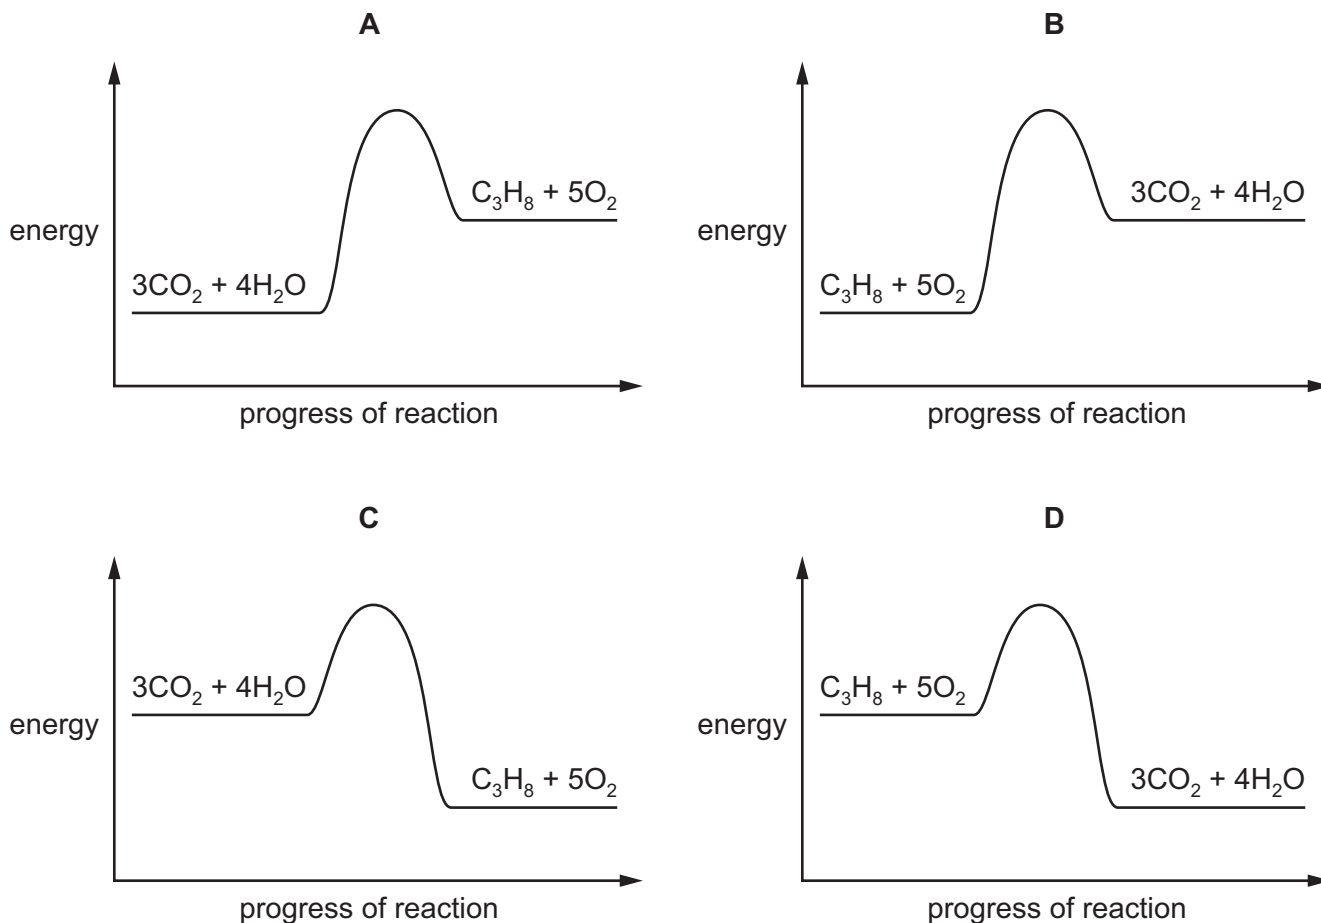 A
energy
3CO₂ + 4H₂O
C₃H₈ + 5O₂
progress of reaction
B
energy
C₃H₈ + 5O₂
3CO₂ + 4H₂O
progress of reaction
C
energy
3CO₂ + 4H₂O
C₃H₈ + 5O₂
progress of reaction
D
energy
C₃H₈ + 5O₂
3CO₂ + 4H₂O
progress of reaction